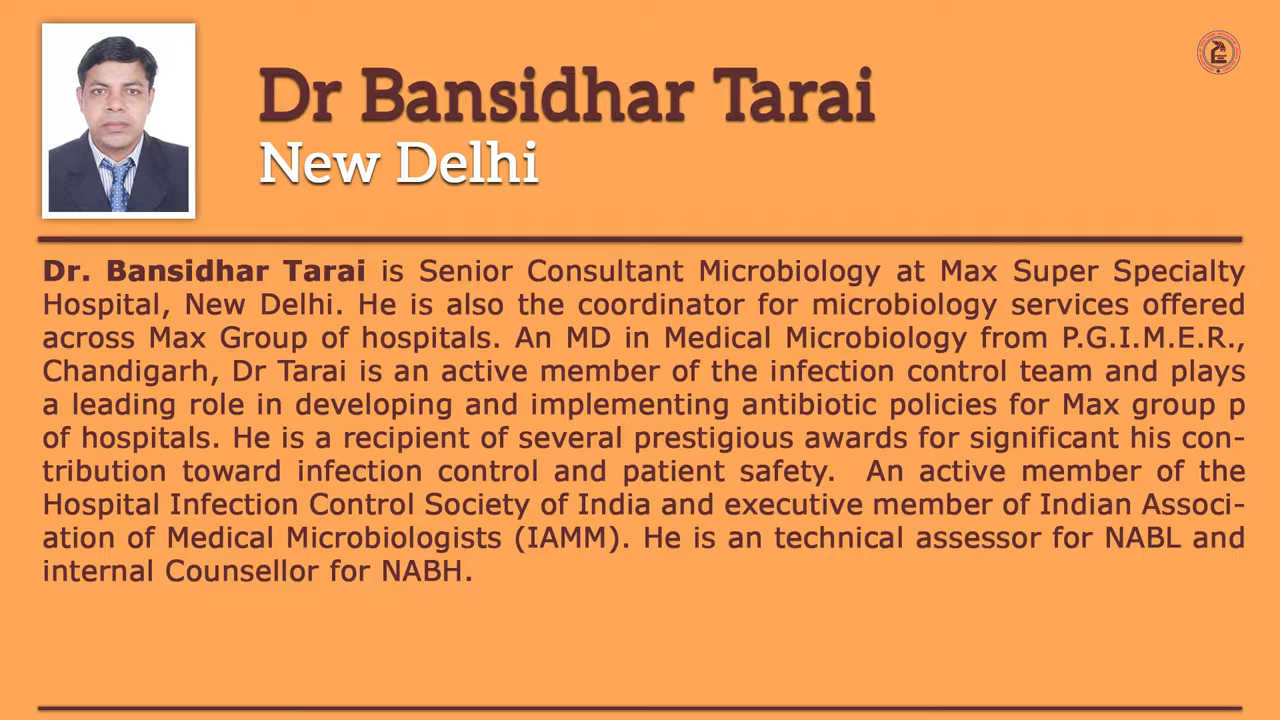 Dr Bansidhar Tarai
New Delhi
Dr. Bansidhar Tarai is Senior Consultant Microbiology at Max Super Specialty
Hospital, New Delhi. He is also the coordinator for microbiology services offered
across Max Group of hospitals. An MD in Medical Microbiology from P.G.I.M.E.R.,
Chandigarh, Dr Tarai is an active member of the infection control team and plays
a leading role in developing and implementing antibiotic policies for Max group p
of hospitals. He is a recipient of several prestigious awards for significant his con-
tribution toward infection control and patient safety.  An active member of the
Hospital Infection Control Society of India and executive member of Indian Associ-
ation of Medical Microbiologists (IAMM). He is an technical assessor for NABL and
internal Counsellor for NABH.